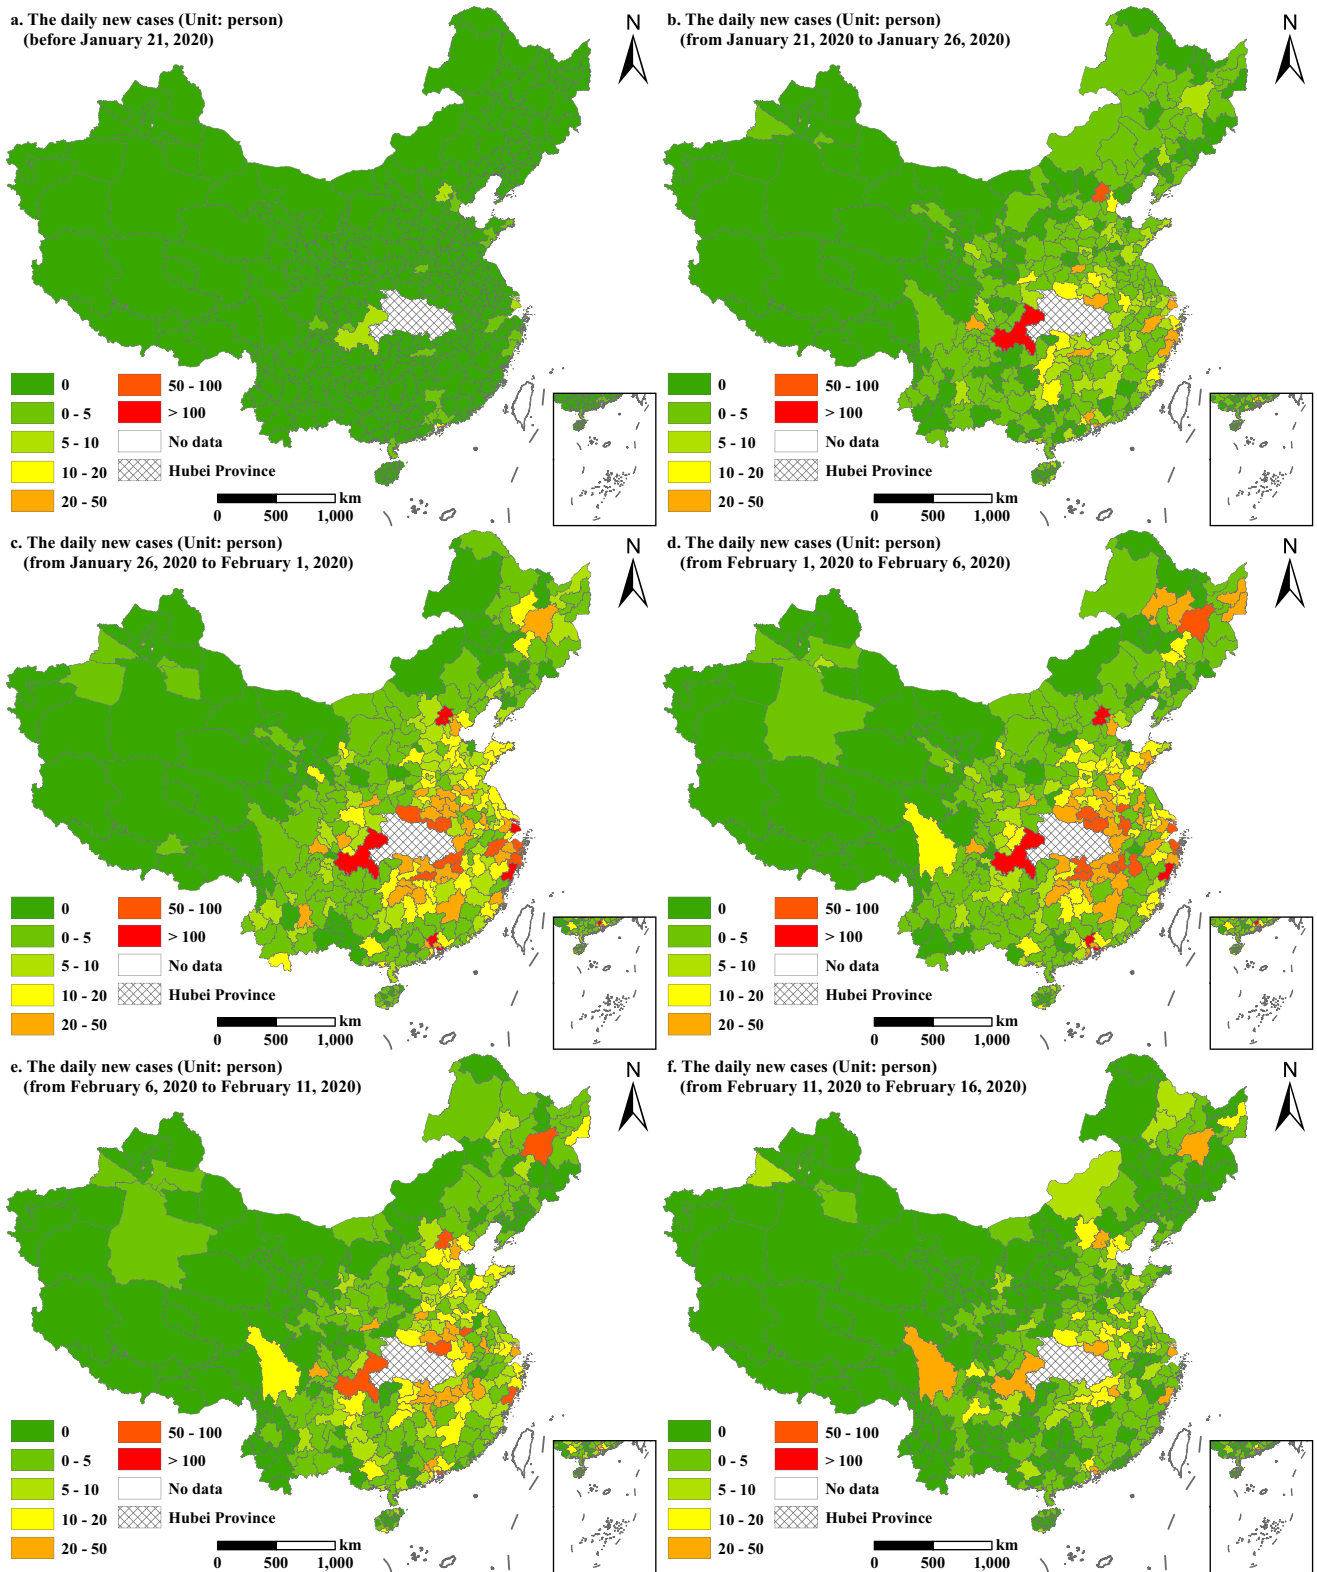 a. The daily new cases (Unit: person)
(before January 21, 2020)
N
0
0 - 5
5 - 10
10 - 20
20 - 50
50 - 100
> 100
No data
Hubei Province
km
0 500 1,000
b. The daily new cases (Unit: person)
(from January 21, 2020 to January 26, 2020)
N
0
0 - 5
5 - 10
10 - 20
20 - 50
50 - 100
> 100
No data
Hubei Province
km
0 500 1,000
c. The daily new cases (Unit: person)
(from January 26, 2020 to February 1, 2020)
N
0
0 - 5
5 - 10
10 - 20
20 - 50
50 - 100
> 100
No data
Hubei Province
km
0 500 1,000
d. The daily new cases (Unit: person)
(from February 1, 2020 to February 6, 2020)
N
0
0 - 5
5 - 10
10 - 20
20 - 50
50 - 100
> 100
No data
Hubei Province
km
0 500 1,000
e. The daily new cases (Unit: person)
(from February 6, 2020 to February 11, 2020)
N
0
0 - 5
5 - 10
10 - 20
20 - 50
50 - 100
> 100
No data
Hubei Province
km
0 500 1,000
f. The daily new cases (Unit: person)
(from February 11, 2020 to February 16, 2020)
N
0
0 - 5
5 - 10
10 - 20
20 - 50
50 - 100
> 100
No data
Hubei Province
km
0 500 1,000